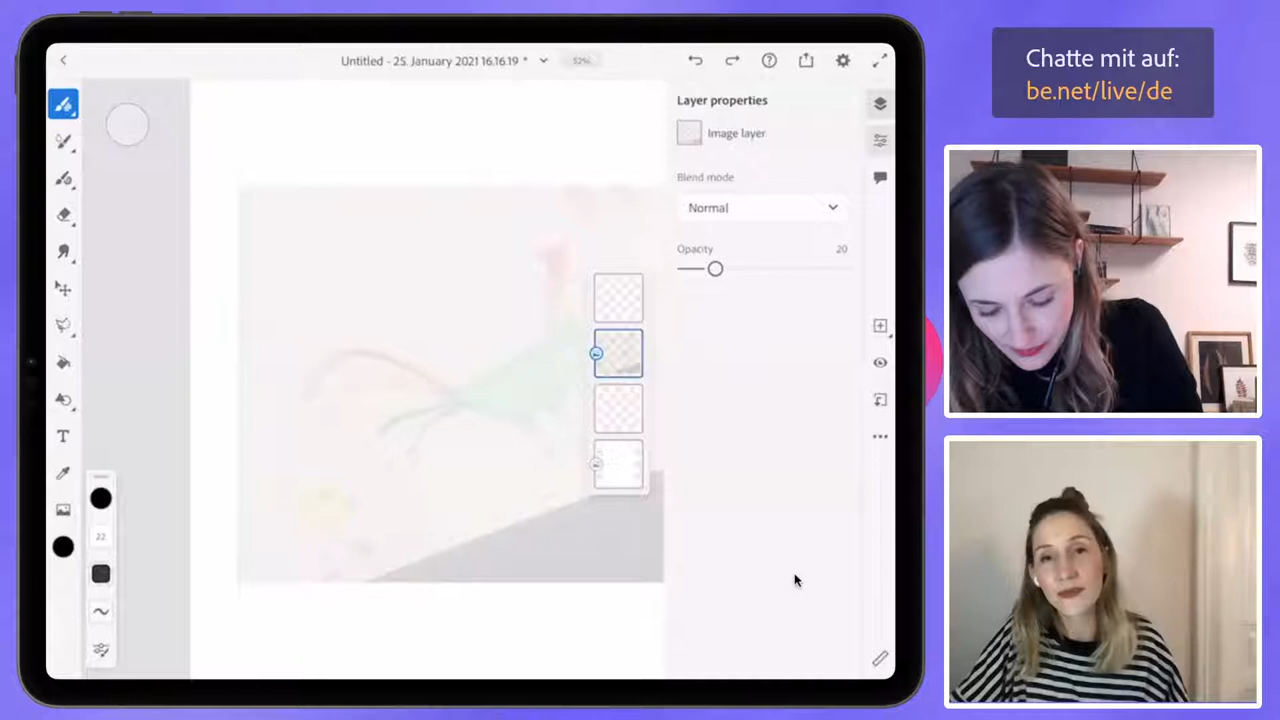 Untitled - 25. January 2021 16.16.19 *
52%
Layer properties
Image layer
Blend mode
Normal
Opacity 20
T
22
Chatte mit auf:
be.net/live/de